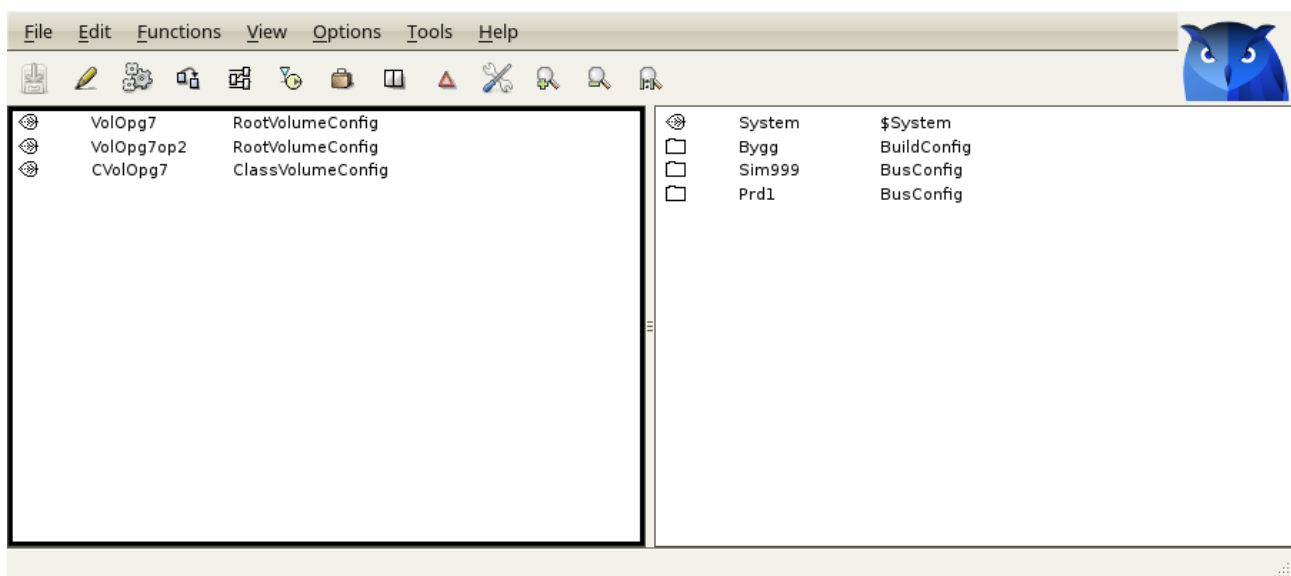 File Edit Functions View Options Tools Help
VolOpg7 RootVolumeConfig
VolOpg7op2 RootVolumeConfig
CVolOpg7 ClassVolumeConfig
System $System
Bygg BuildConfig
Sim999 BusConfig
Prd1 BusConfig